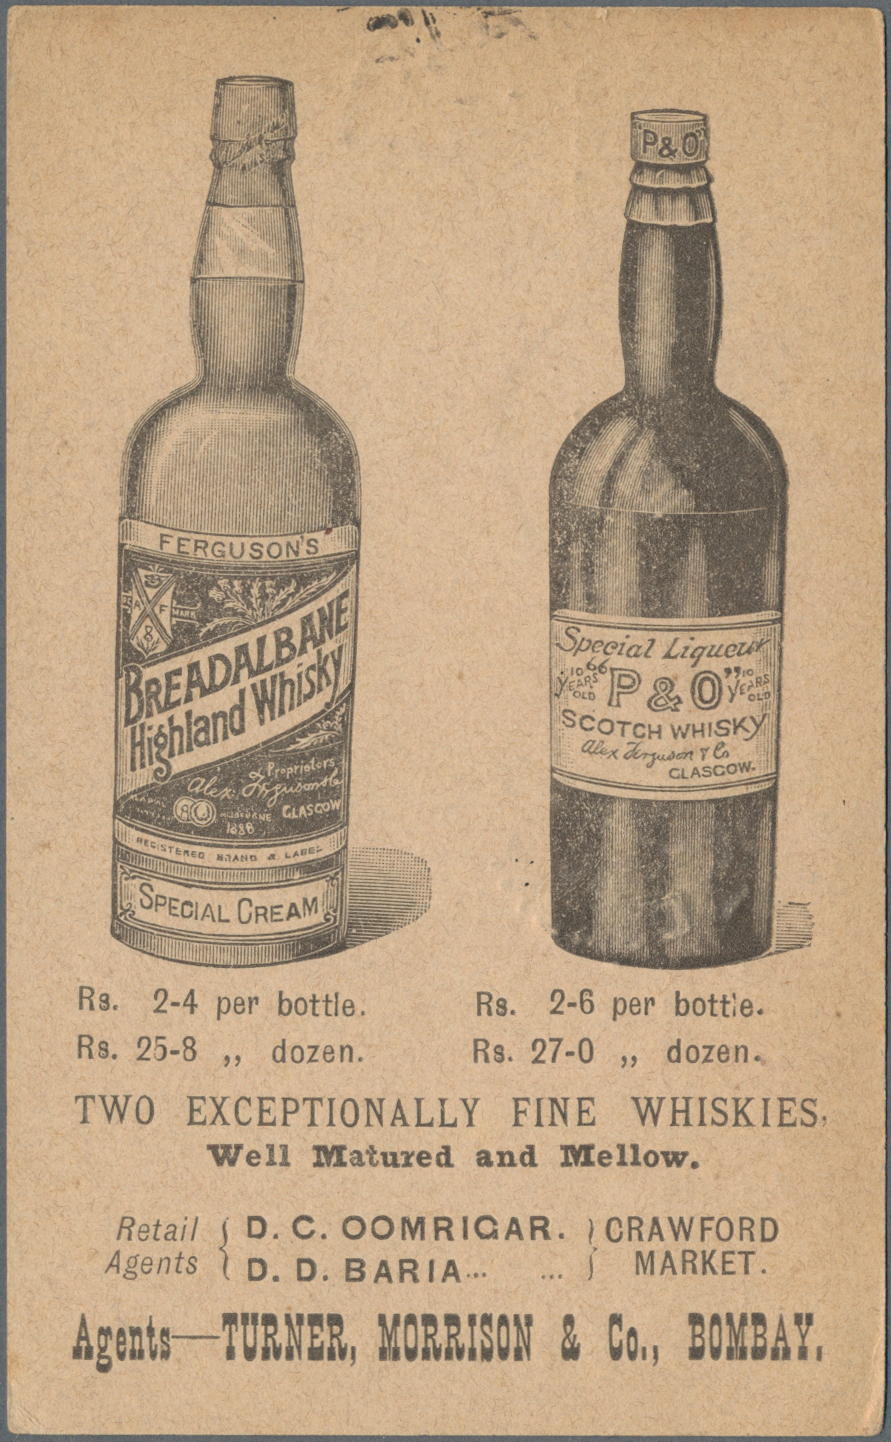 "P & O"
FERGUSON'S
A F MARK
BREADALBANE
Highland Whisky
Proprietors,
Alex. Ferguson & Co
GLASGOW
MELBOURNE
1888
REGISTERED BRAND & LABEL
SPECIAL CREAM
Special Liqueur
10 YEARS OLD "P & O" 10 YEARS OLD
SCOTCH WHISKY
Alex Ferguson & Co
GLASGOW.
Rs. 2-4 per bottle.
Rs. 25-8 ,, dozen.
Rs. 2-6 per bottle.
Rs. 27-0 ,, dozen.
TWO EXCEPTIONALLY FINE WHISKIES,
Well Matured and Mellow.
Retail Agents { D. C. OOMRIGAR. } CRAWFORD
D. D. BARIA... ... MARKET.
Agents—TURNER, MORRISON & Co., BOMBAY.